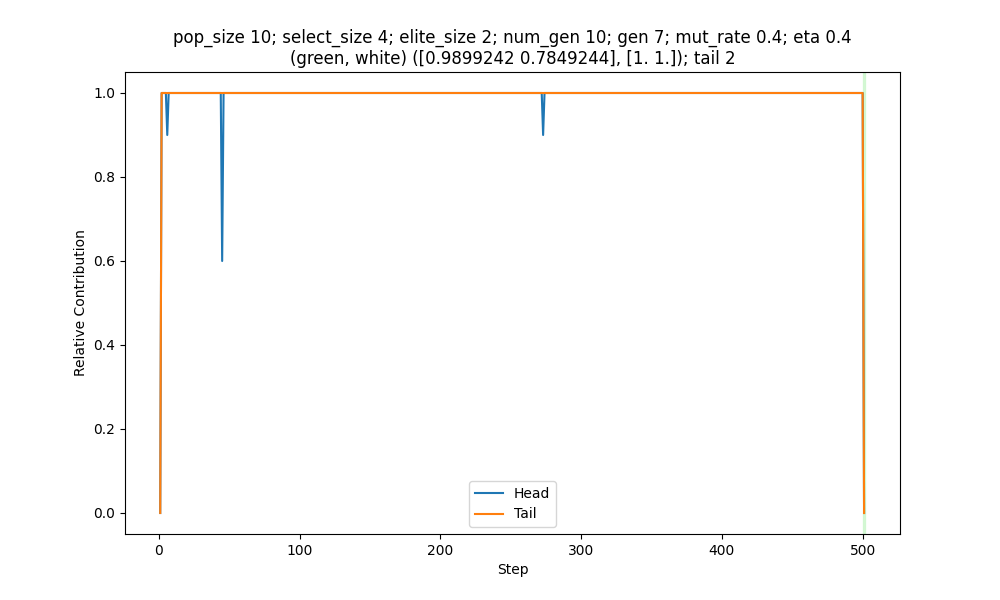 pop_size 10; select_size 4; elite_size 2; num_gen 10; gen 7; mut_rate 0.4; eta 0.4
(green, white) ([0.9899242 0.7849244], [1. 1.]); tail 2
1.0
0.8
0.6
0.4
0.2
0.0
Relative Contribution
Head
Tail
0 100 200 300 400 500
Step